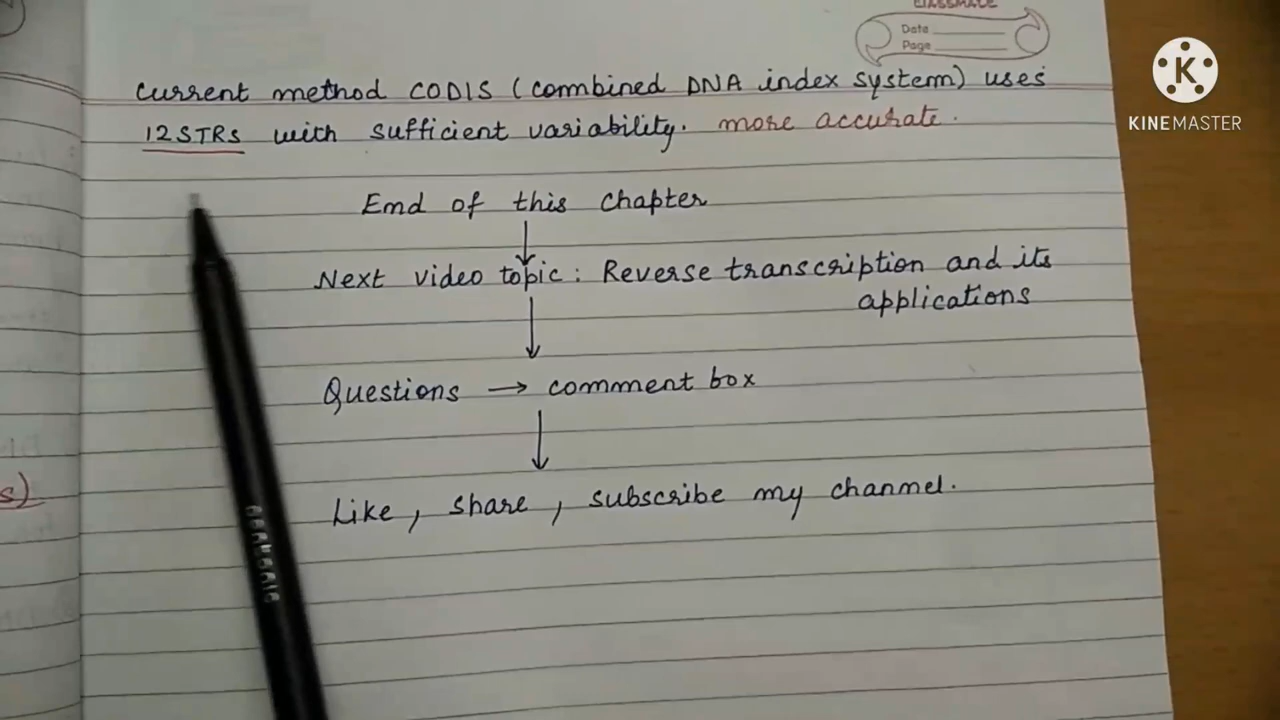 CLASSMATE
Date
Page
K
KINEMASTER
Current method CODIS (combined DNA index system) uses
12STRs with sufficient variability. more accurate.
End of this chapter
Next video topic: Reverse transcription and its
applications
Questions → comment box
s)
Like, share, subscribe my channel.